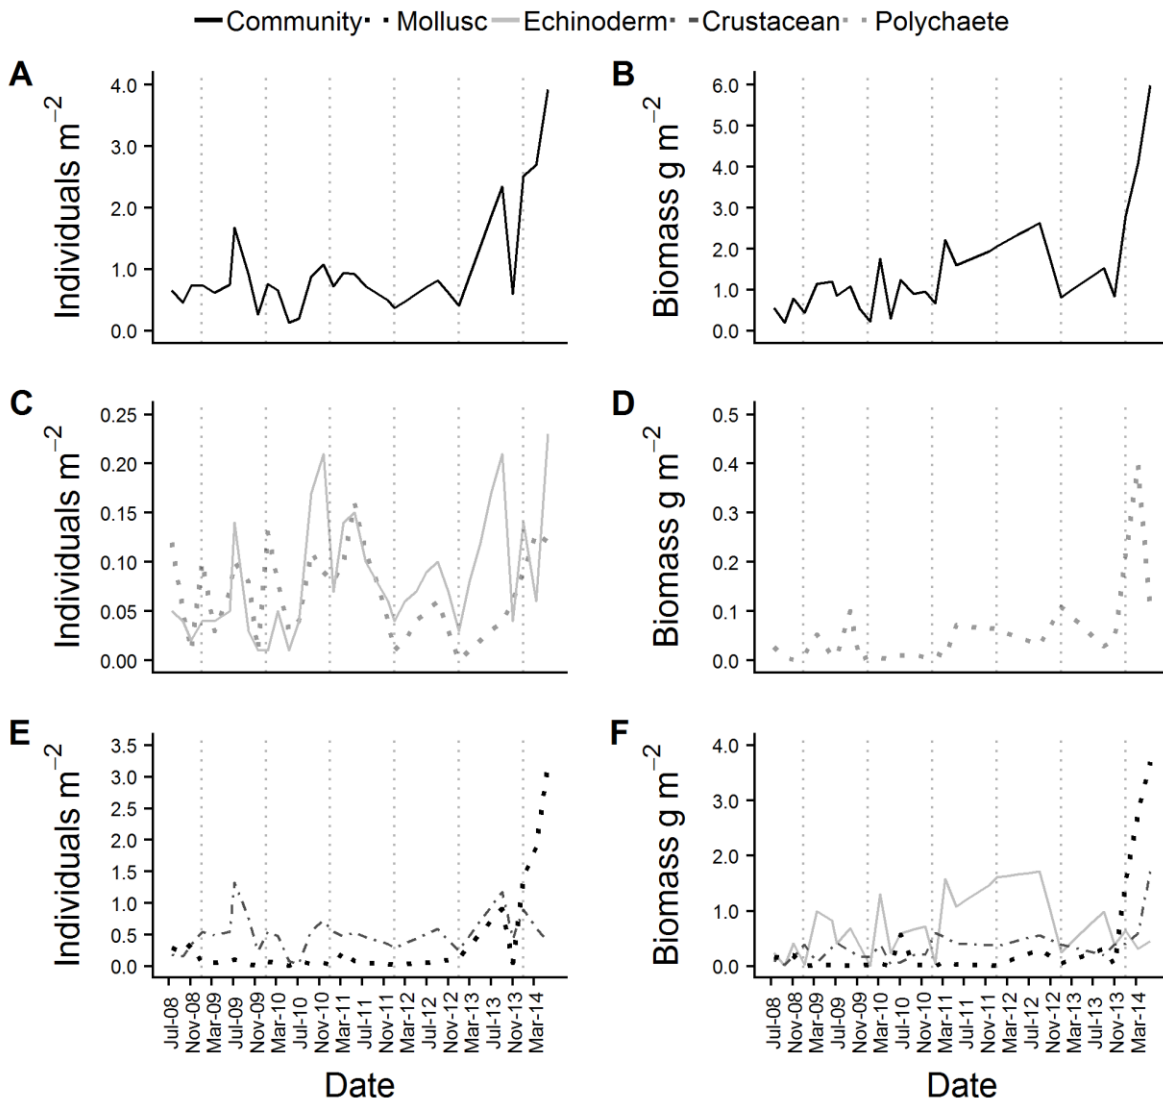 Community Mollusc Echinoderm Crustacean Polychaete
A
Individuals m⁻²
4.0
3.0
2.0
1.0
0.0
B
Biomass g m⁻²
6.0
5.0
4.0
3.0
2.0
1.0
0.0
C
Individuals m⁻²
0.25
0.20
0.15
0.10
0.05
0.00
D
Biomass g m⁻²
0.5
0.4
0.3
0.2
0.1
0.0
E
Individuals m⁻²
3.5
3.0
2.5
2.0
1.5
1.0
0.5
0.0
Jul-08
Nov-08
Mar-09
Jul-09
Nov-09
Mar-10
Jul-10
Nov-10
Mar-11
Jul-11
Nov-11
Mar-12
Jul-12
Nov-12
Mar-13
Jul-13
Nov-13
Mar-14
Date
F
Biomass g m⁻²
4.0
3.0
2.0
1.0
0.0
Jul-08
Nov-08
Mar-09
Jul-09
Nov-09
Mar-10
Jul-10
Nov-10
Mar-11
Jul-11
Nov-11
Mar-12
Jul-12
Nov-12
Mar-13
Jul-13
Nov-13
Mar-14
Date